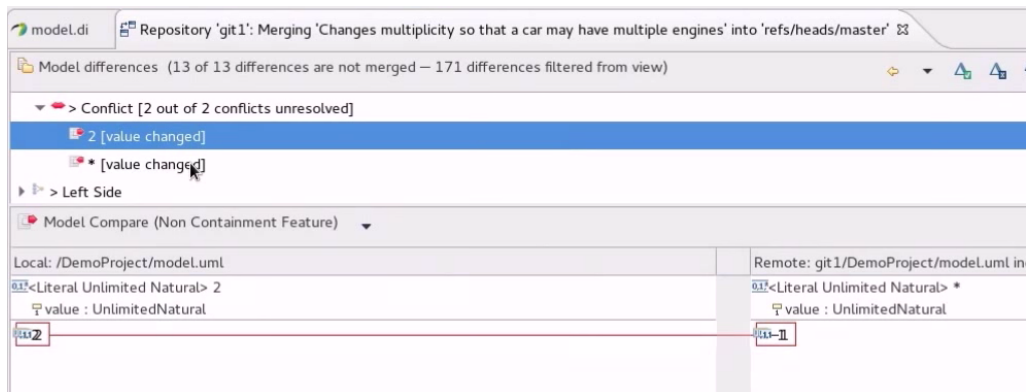 model.di Repository 'git1': Merging 'Changes multiplicity so that a car may have multiple engines' into 'refs/heads/master'
Model differences (13 of 13 differences are not merged — 171 differences filtered from view)
> Conflict [2 out of 2 conflicts unresolved]
2 [value changed]
* [value changed]
> Left Side
Model Compare (Non Containment Feature)
Local: /DemoProject/model.uml Remote: git1/DemoProject/model.uml in
<Literal Unlimited Natural> 2 <Literal Unlimited Natural> *
value : UnlimitedNatural value : UnlimitedNatural
2 -1